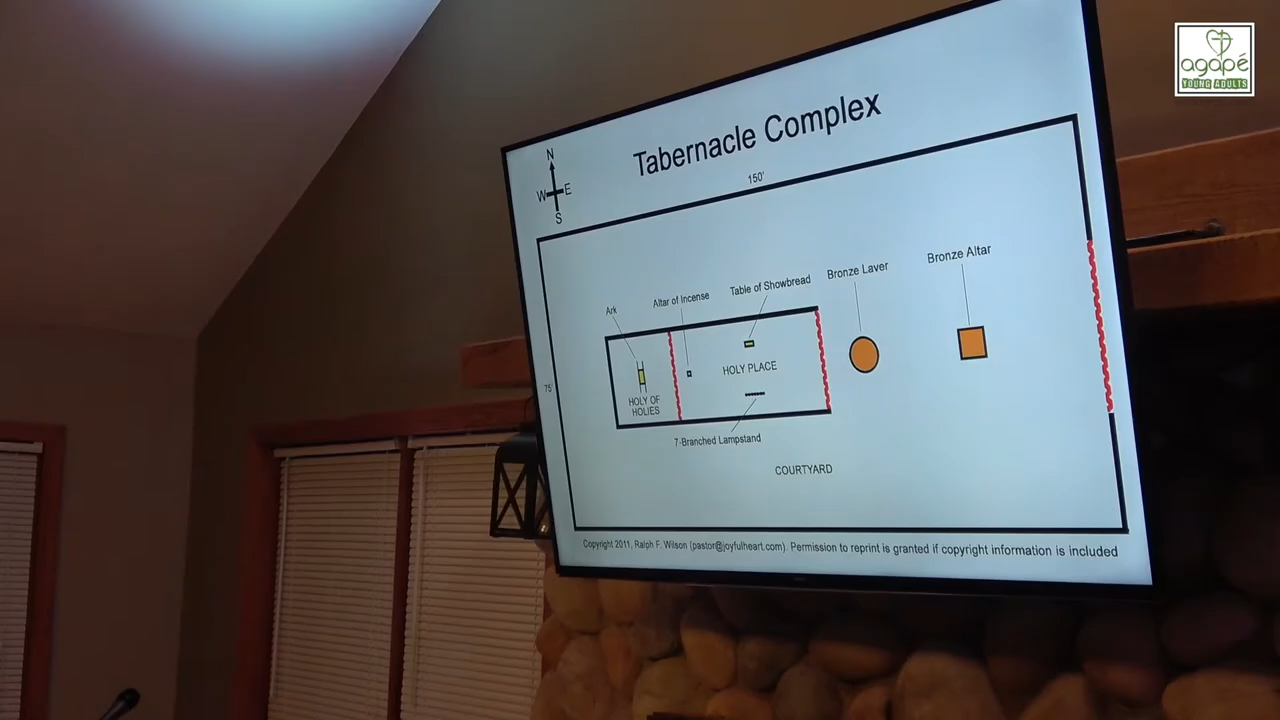 agapé
YOUNG ADULTS
Tabernacle Complex
N
W E
S
150'
75'
Ark
Altar of Incense
Table of Showbread
Bronze Laver
Bronze Altar
HOLY PLACE
HOLY OF
HOLIES
7-Branched Lampstand
COURTYARD
Copyright 2011, Ralph F. Wilson (pastor@joyfulheart.com). Permission to reprint is granted if copyright information is included